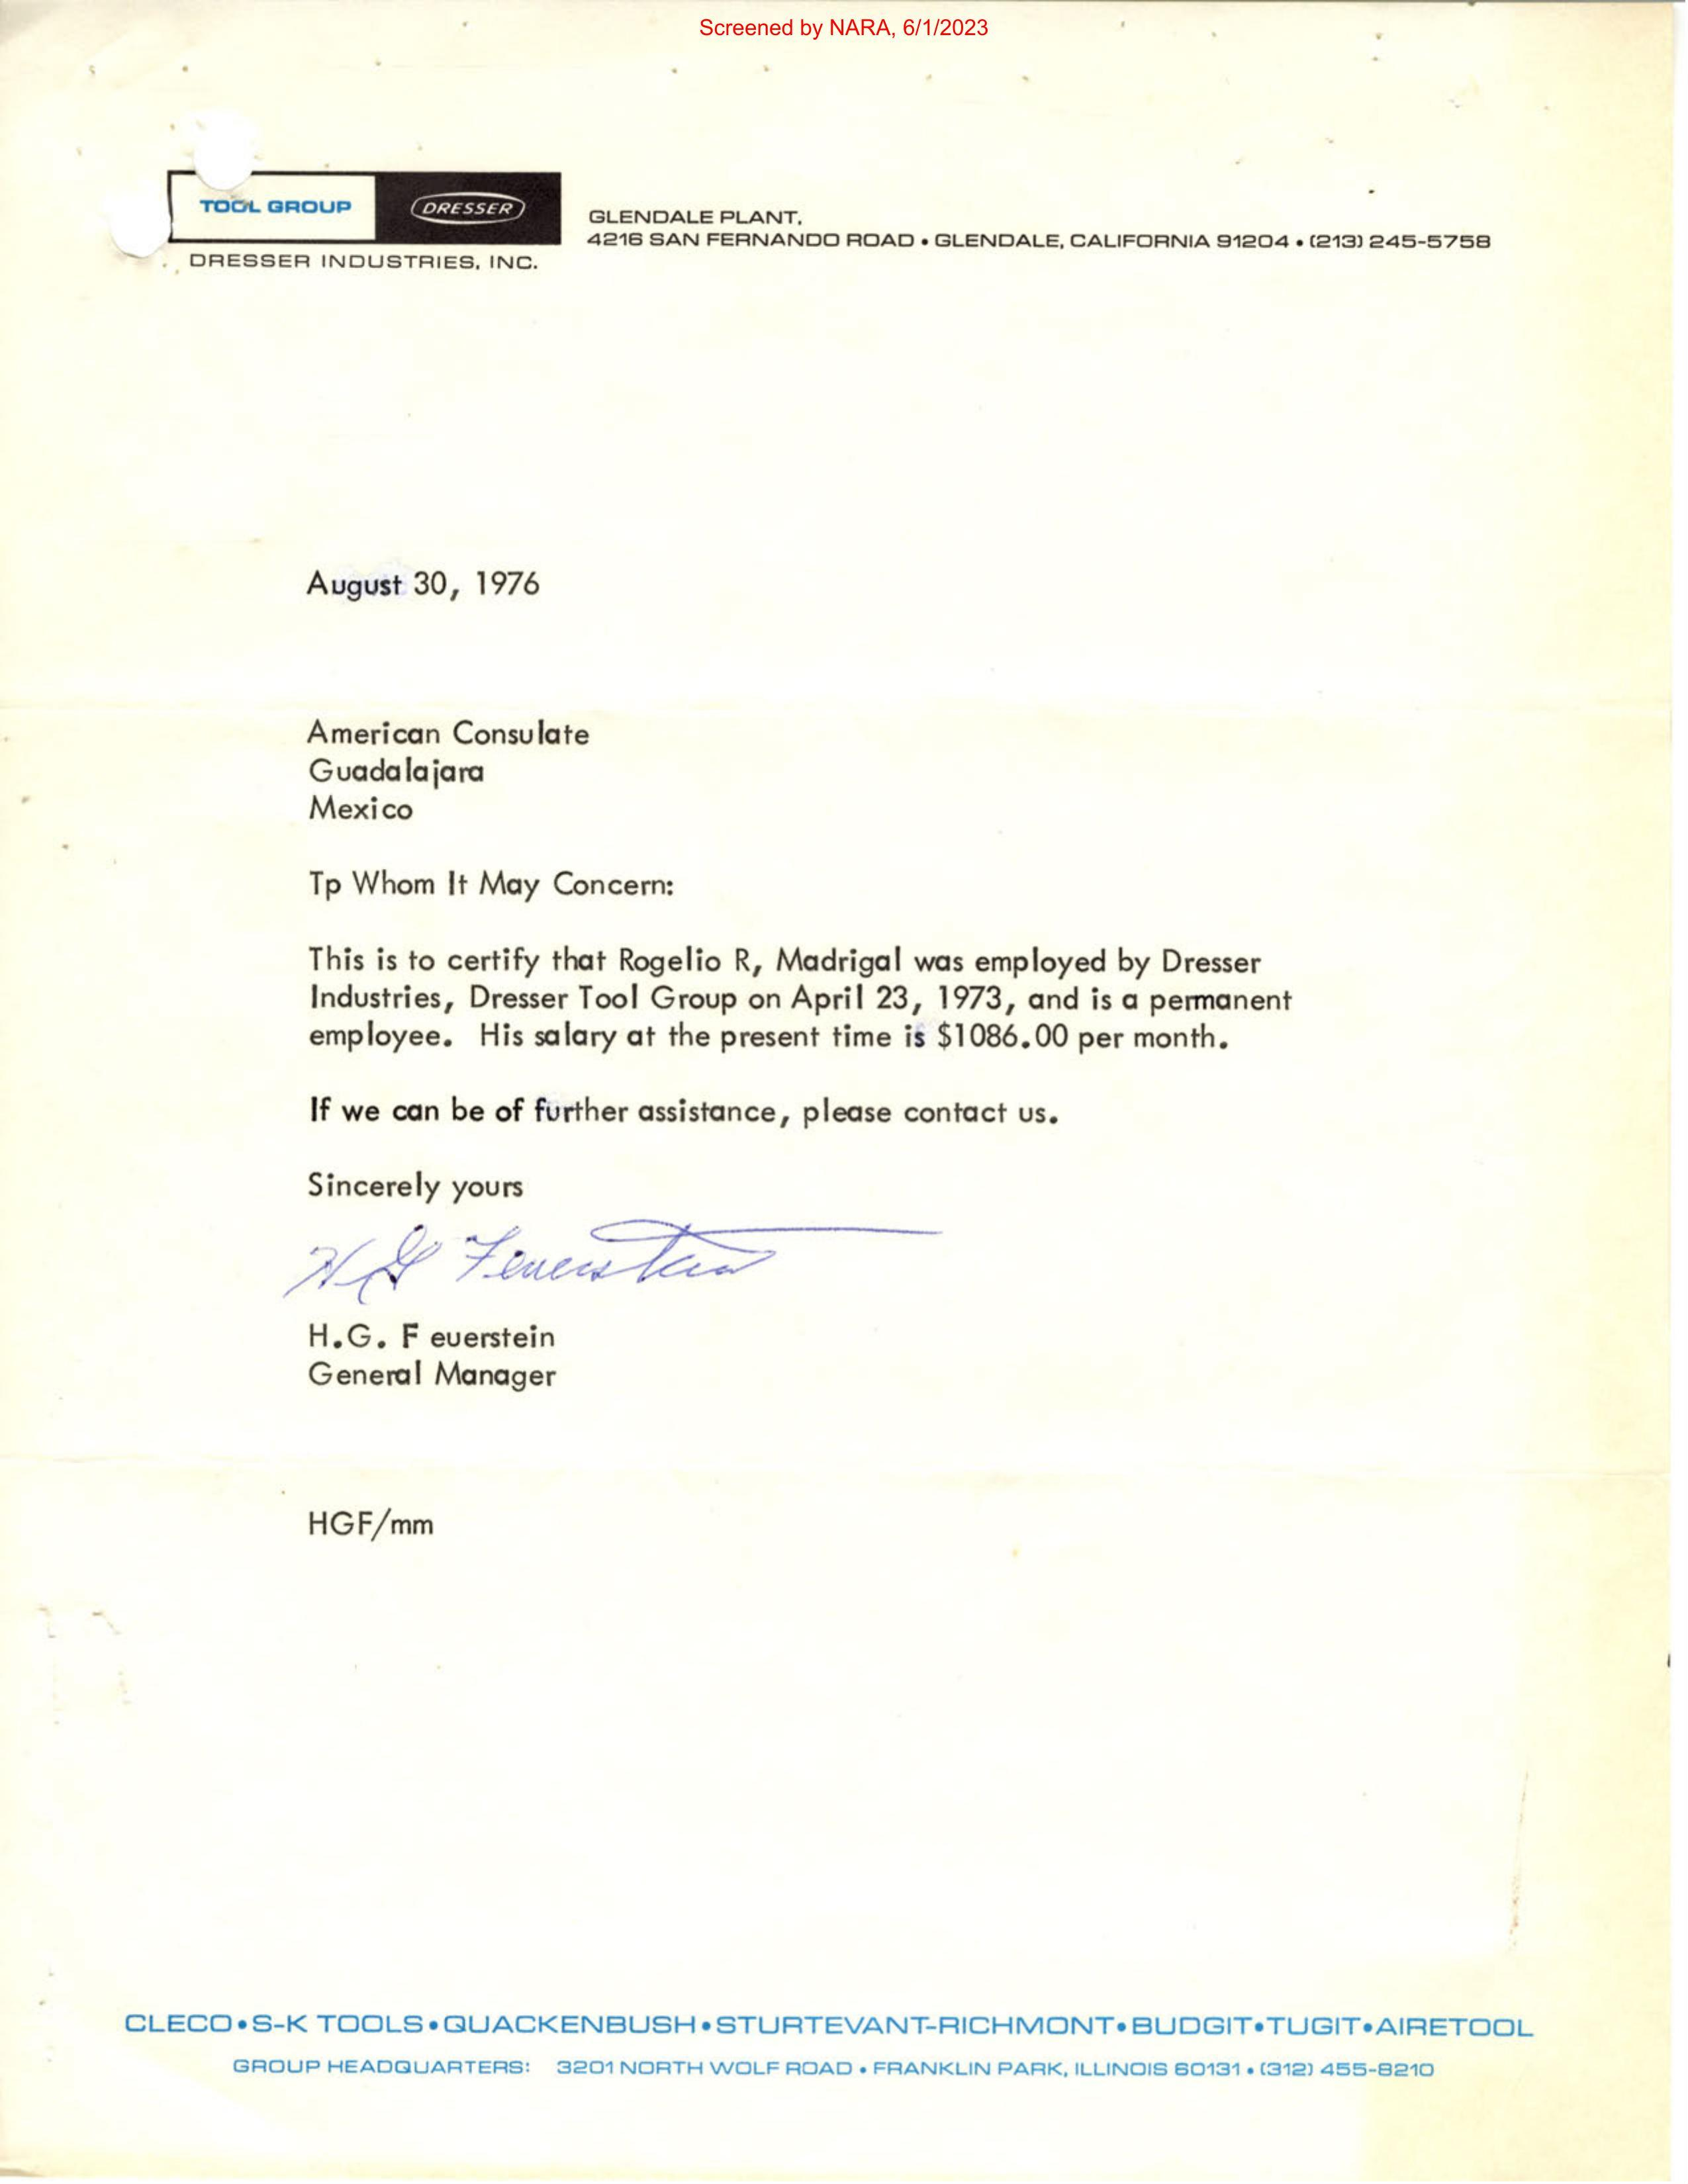 Screened by NARA, 6/1/2023
TOOL GROUP
DRESSER
DRESSER INDUSTRIES, INC.
GLENDALE PLANT,
4216 SAN FERNANDO ROAD • GLENDALE, CALIFORNIA 91204 • (213) 245-5758
August 30, 1976
American Consulate
Guadalajara
Mexico
Tp Whom It May Concern:
This is to certify that Rogelio R, Madrigal was employed by Dresser
Industries, Dresser Tool Group on April 23, 1973, and is a permanent
employee. His salary at the present time is $1086.00 per month.
If we can be of further assistance, please contact us.
Sincerely yours
H G Feuerstein
H.G. F euerstein
General Manager
HGF/mm
CLECO • S-K TOOLS • QUACKENBUSH • STURTEVANT-RICHMONT • BUDGIT • TUGIT • AIRETOOL
GROUP HEADQUARTERS: 3201 NORTH WOLF ROAD • FRANKLIN PARK, ILLINOIS 60131 • (312) 455-8210